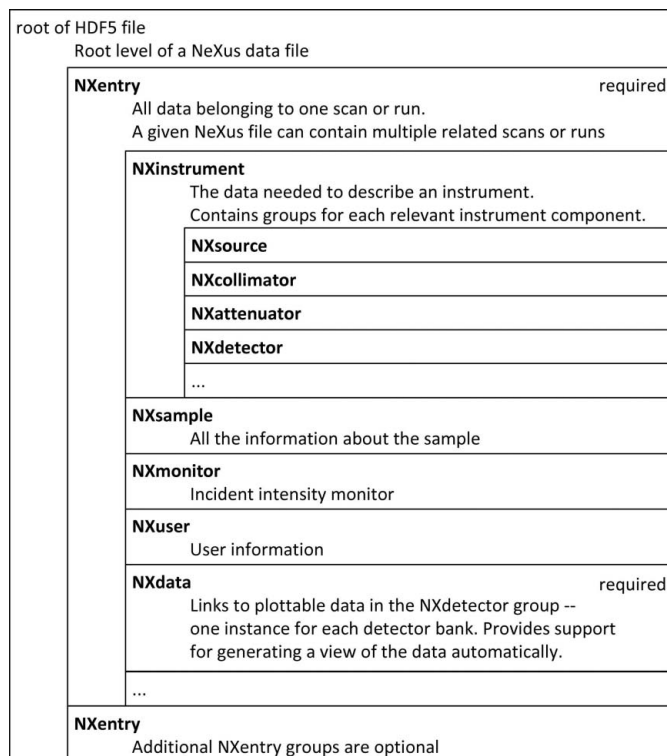 root of HDF5 file
Root level of a NeXus data file
NXentry required
All data belonging to one scan or run.
A given NeXus file can contain multiple related scans or runs
NXinstrument
The data needed to describe an instrument.
Contains groups for each relevant instrument component.
NXsource
NXcollimator
NXattenuator
NXdetector
...
NXsample
All the information about the sample
NXmonitor
Incident intensity monitor
NXuser
User information
NXdata required
Links to plottable data in the NXdetector group --
one instance for each detector bank. Provides support
for generating a view of the data automatically.
...
NXentry
Additional NXentry groups are optional